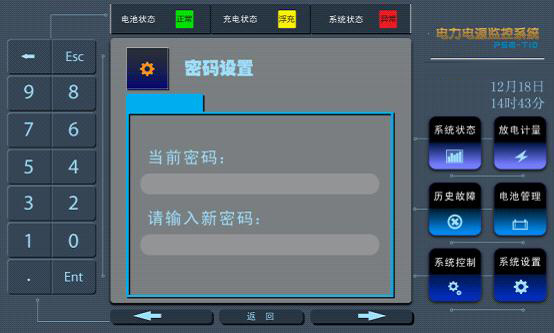 电池状态 正常 充电状态 浮充 系统状态 异常
电力电源监控系统
PSM-T10
Esc
9 8
7 6
5 4
3 2
1 0
. Ent
密码设置
当前密码：
请输入新密码：
12月18日
14时43分
系统状态 放电计量
历史故障 电池管理
系统控制 系统设置
返 回